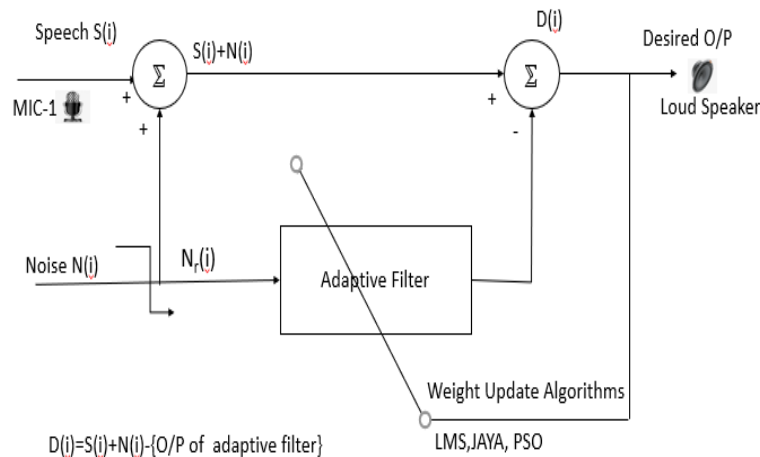 Speech S(i)
MIC-1
+
+
Σ
S(i)+N(i)
D(i)
Σ
+
-
Desired O/P
Loud Speaker
Noise N(i)
Nr(i)
Adaptive Filter
Weight Update Algorithms
LMS,JAYA, PSO
D(i)=S(i)+N(i)-{O/P of adaptive filter}